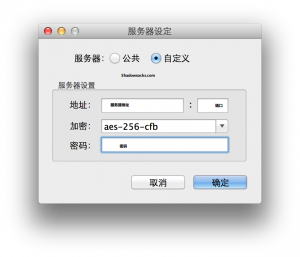 服务器设定
服务器: 公共 自定义
Shadowsocks.com
服务器设置
地址: 服务器地址 : 端口
加密: aes-256-cfb
密码: 密码
取消 确定